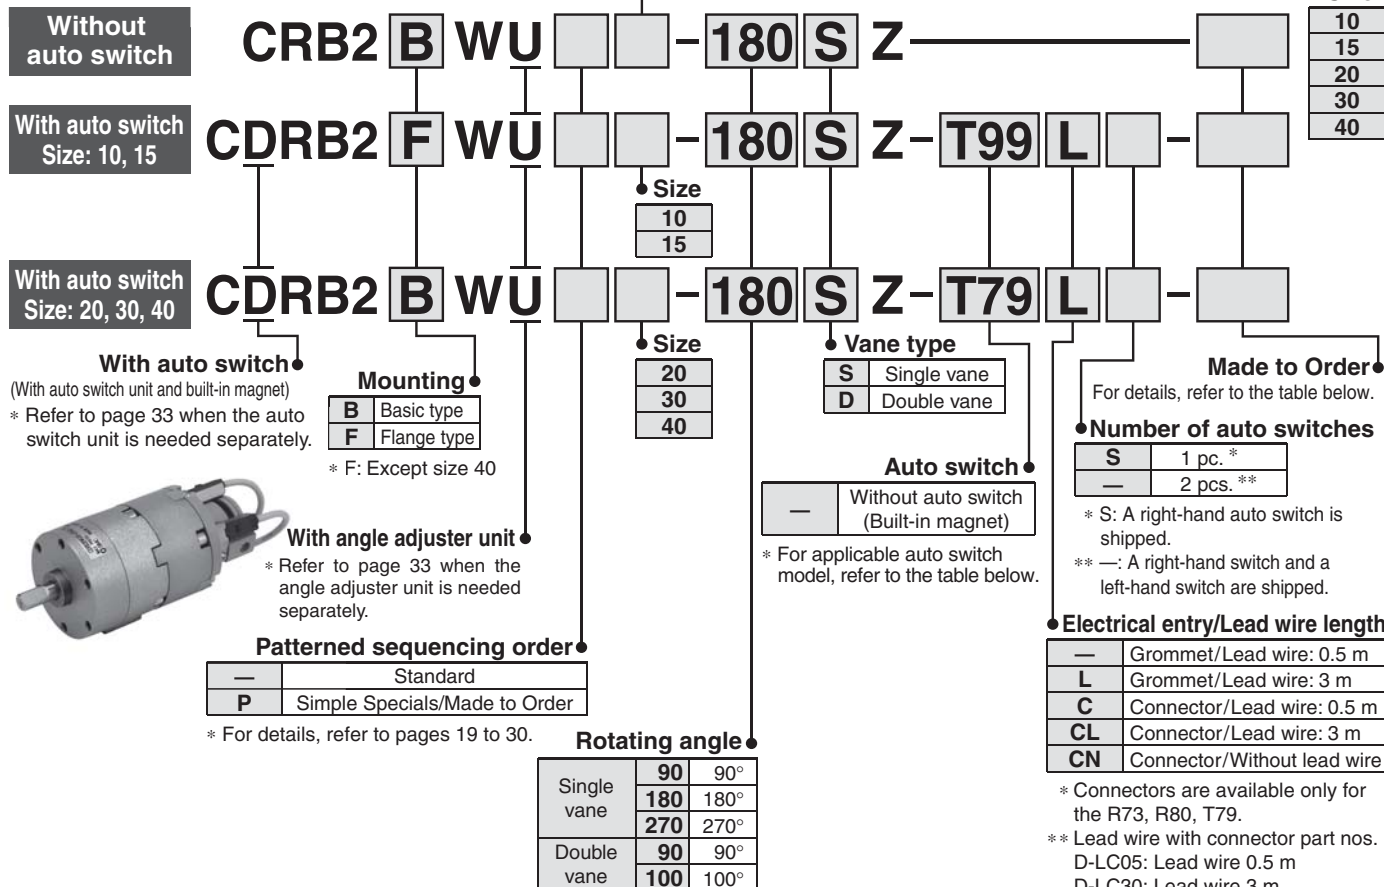 Without
auto switch
CRB2 B WU - 180 S Z
10
15
20
30
40
With auto switch
Size: 10, 15
CDRB2 F WU - 180 S Z - T99 L -
Size
10
15
With auto switch
Size: 20, 30, 40
CDRB2 B WU - 180 S Z - T79 L -
With auto switch
(With auto switch unit and built-in magnet)
* Refer to page 33 when the auto
switch unit is needed separately.
Mounting
B Basic type
F Flange type
* F: Except size 40
Size
20
30
40
Vane type
S Single vane
D Double vane
Made to Order
For details, refer to the table below.
Number of auto switches
S 1 pc. *
— 2 pcs. **
* S: A right-hand auto switch is
shipped.
** —: A right-hand switch and a
left-hand switch are shipped.
Auto switch
— Without auto switch
(Built-in magnet)
* For applicable auto switch
model, refer to the table below.
With angle adjuster unit
* Refer to page 33 when the
angle adjuster unit is needed
separately.
Patterned sequencing order
— Standard
P Simple Specials/Made to Order
* For details, refer to pages 19 to 30.
Rotating angle
Single
vane
90 90°
180 180°
270 270°
Double
vane
90 90°
100 100°
Electrical entry/Lead wire length
— Grommet/Lead wire: 0.5 m
L Grommet/Lead wire: 3 m
C Connector/Lead wire: 0.5 m
CL Connector/Lead wire: 3 m
CN Connector/Without lead wire
* Connectors are available only for
the R73, R80, T79.
** Lead wire with connector part nos.
D-LC05: Lead wire 0.5 m
D-LC30: Lead wire 3 m